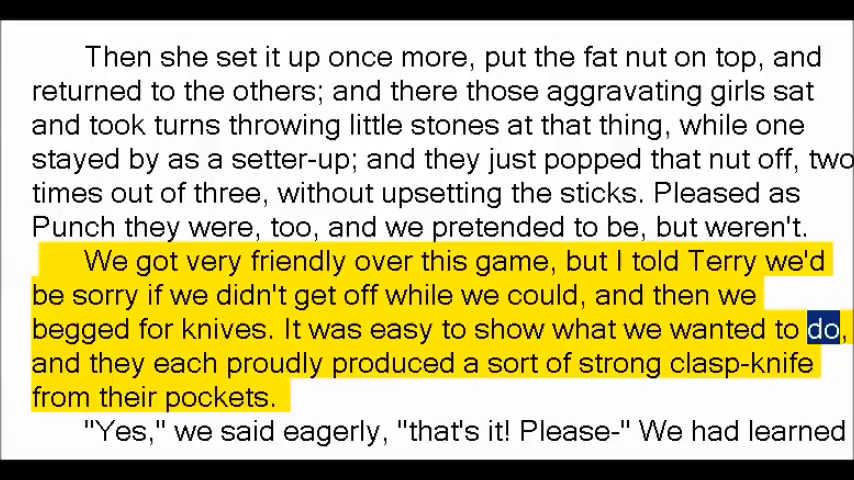 Then she set it up once more, put the fat nut on top, and
returned to the others; and there those aggravating girls sat
and took turns throwing little stones at that thing, while one
stayed by as a setter-up; and they just popped that nut off, two
times out of three, without upsetting the sticks. Pleased as
Punch they were, too, and we pretended to be, but weren't.
We got very friendly over this game, but I told Terry we'd
be sorry if we didn't get off while we could, and then we
begged for knives. It was easy to show what we wanted to do,
and they each proudly produced a sort of strong clasp-knife
from their pockets.
"Yes," we said eagerly, "that's it! Please-" We had learned